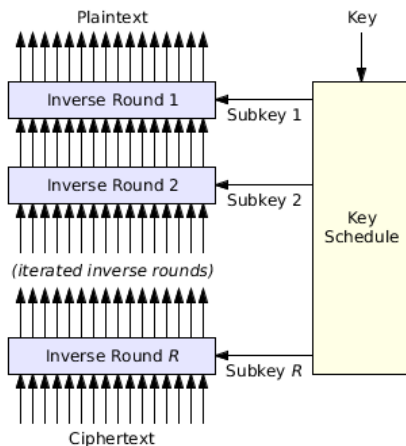 Plaintext
Key
Inverse Round 1
Subkey 1
Inverse Round 2
Subkey 2
Key
Schedule
(iterated inverse rounds)
Inverse Round R
Subkey R
Ciphertext